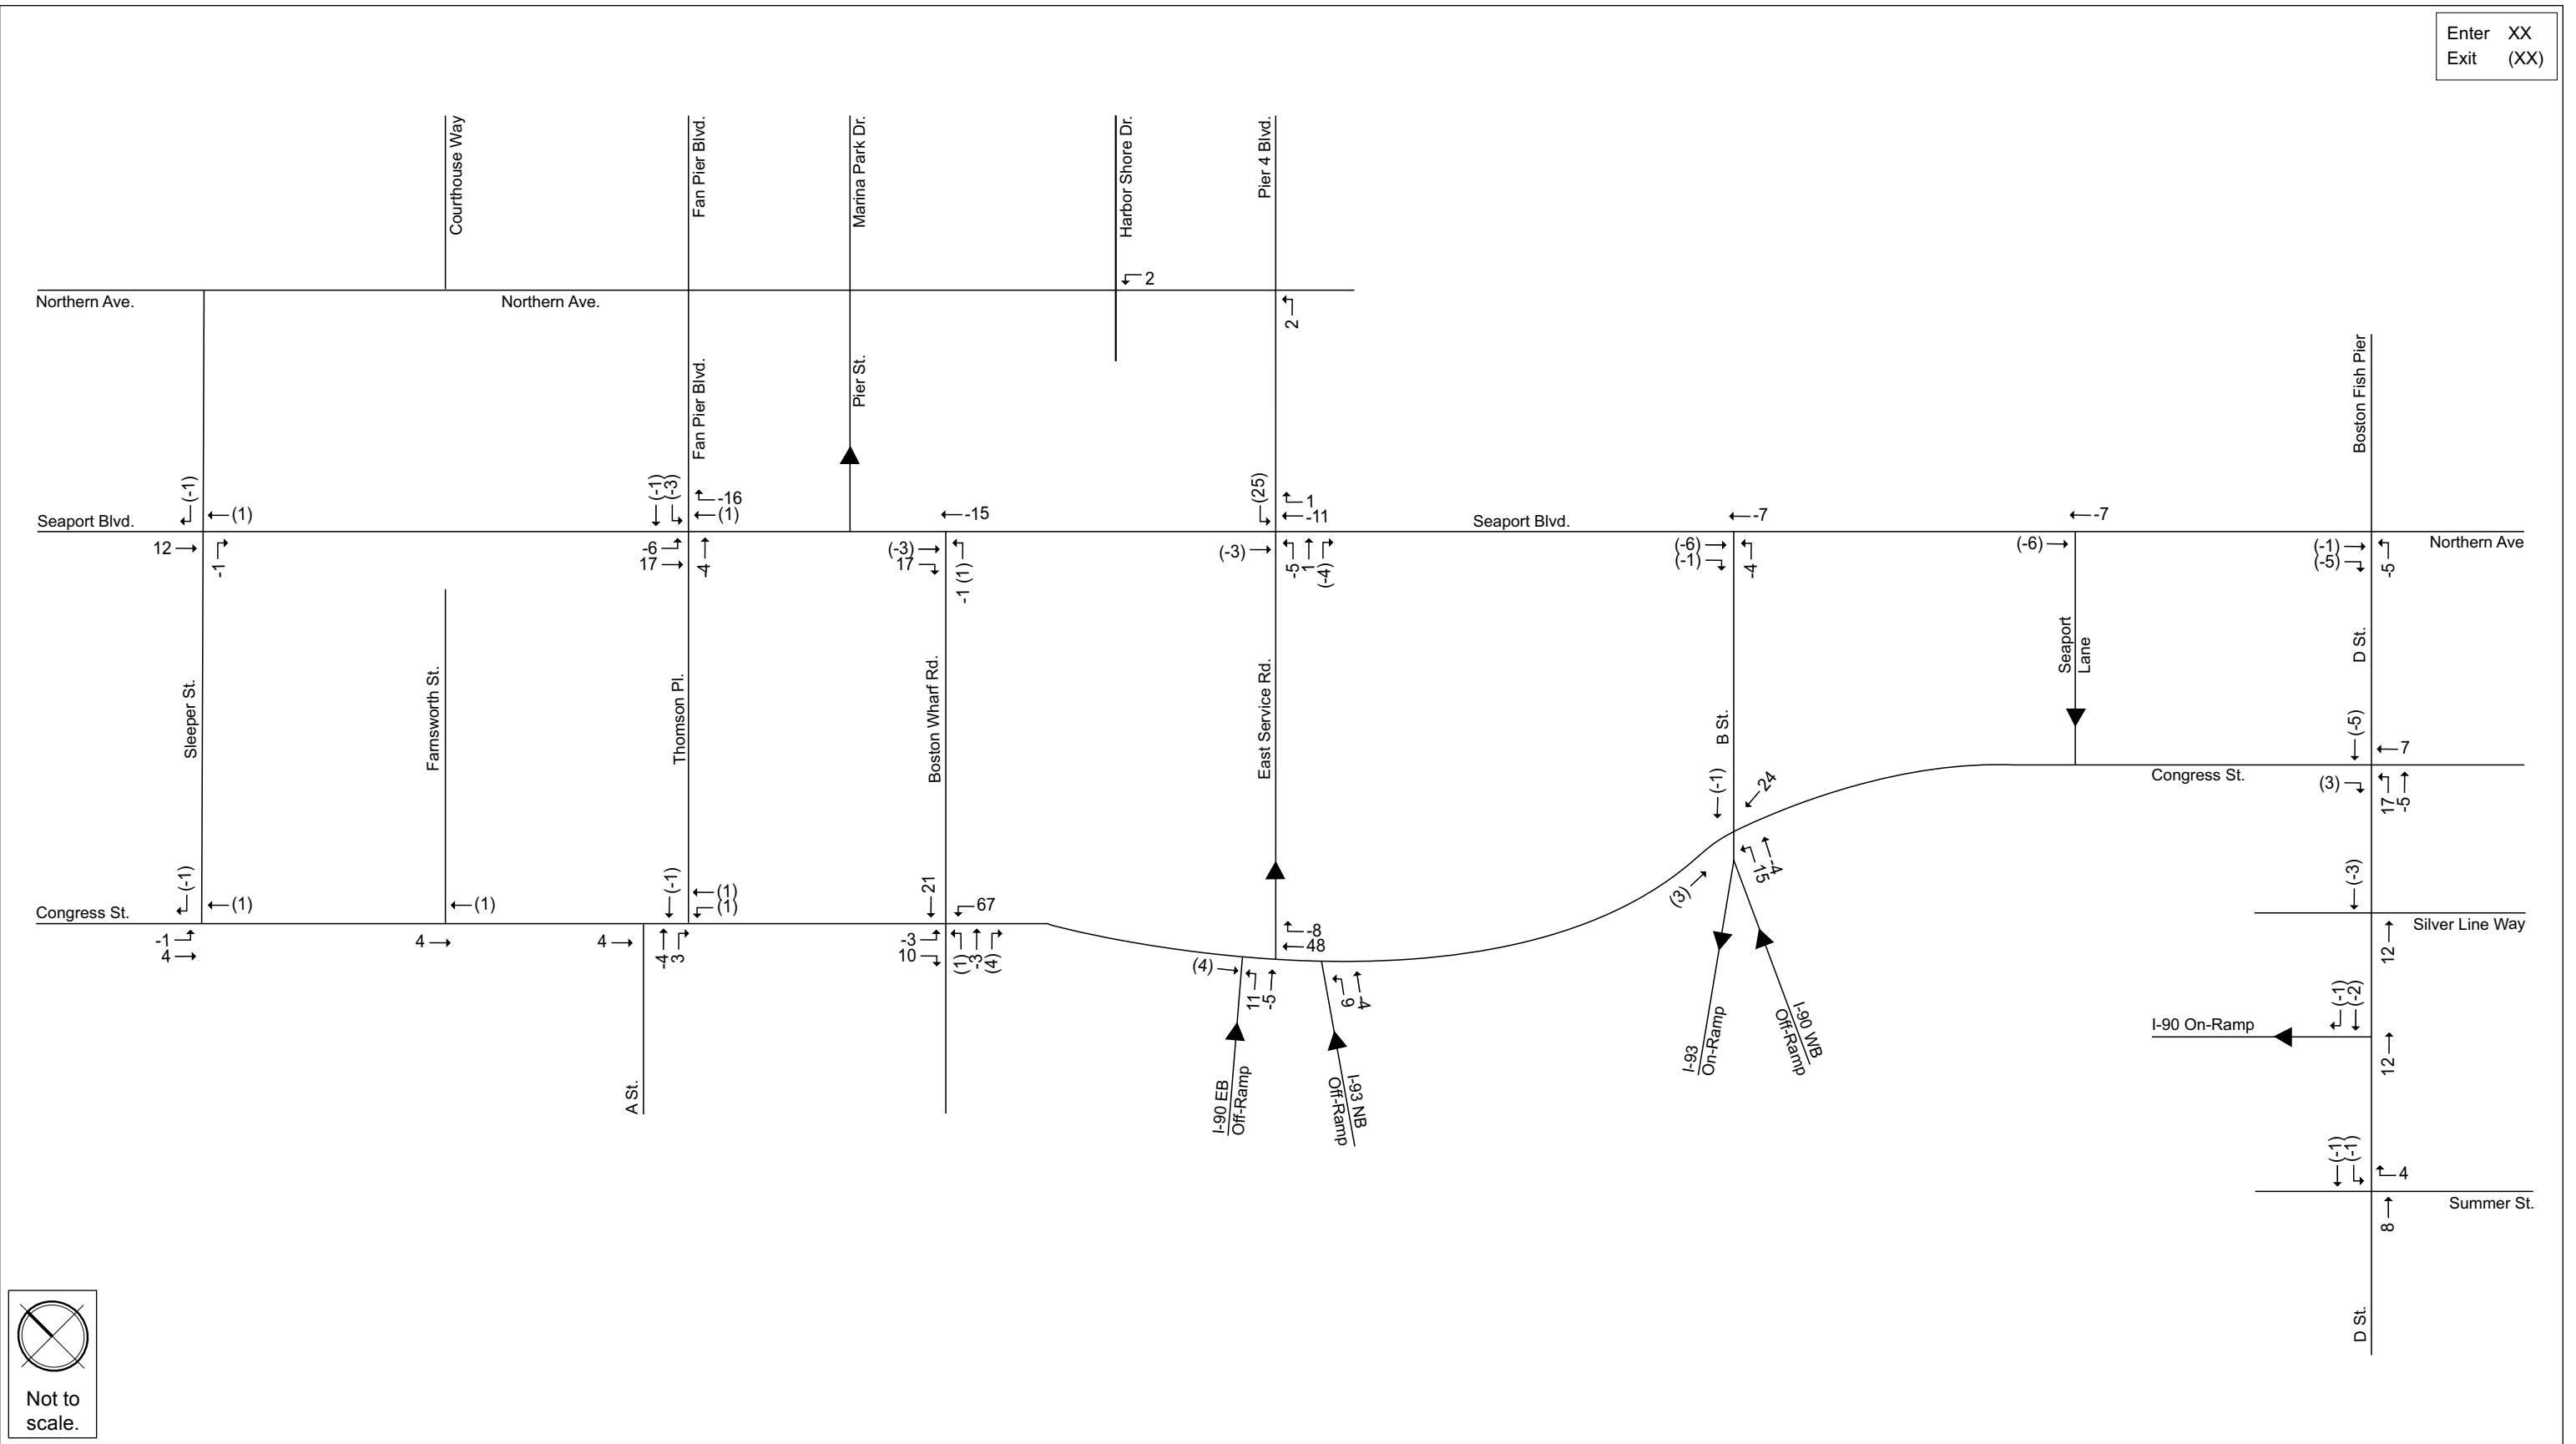 Enter XX
Exit (XX)
Courthouse Way
Fan Pier Blvd.
Marina Park Dr.
Harbor Shore Dr.
Pier 4 Blvd.
2
Northern Ave.
Northern Ave.
2
Fan Pier Blvd.
Pier St.
Boston Fish Pier
(-1)
(1)
(-1)
(-3)
-16
(1)
-15
(25)
1
-11
-7
-7
Seaport Blvd.
Seaport Blvd.
Northern Ave
12
-1
-6
17
-4
(-3)
17
-1 (1)
(-3)
-5
1
(-4)
(-6)
(-1)
-4
(-6)
(-1)
(-5)
-5
Sleeper St.
Farnsworth St.
Thomson Pl.
Boston Wharf Rd.
East Service Rd.
B St.
Seaport
Lane
D St.
(-5)
7
Congress St.
(3)
17
-5
(-1)
24
(3)
15
-4
(-1)
(1)
(1)
(-1)
(1)
(1)
21
67
Congress St.
-1
4
4
4
-4
3
-3
10
(1)
-3
(4)
-8
48
(4)
11
-5
9
-4
(-3)
Silver Line Way
12
(-1)
(-2)
I-90 On-Ramp
12
A St.
I-90 EB
Off-Ramp
I-93 NB
Off-Ramp
I-93
On-Ramp
I-90 WB
Off-Ramp
(-1)
(-1)
4
Summer St.
8
D St.
Not to
scale.